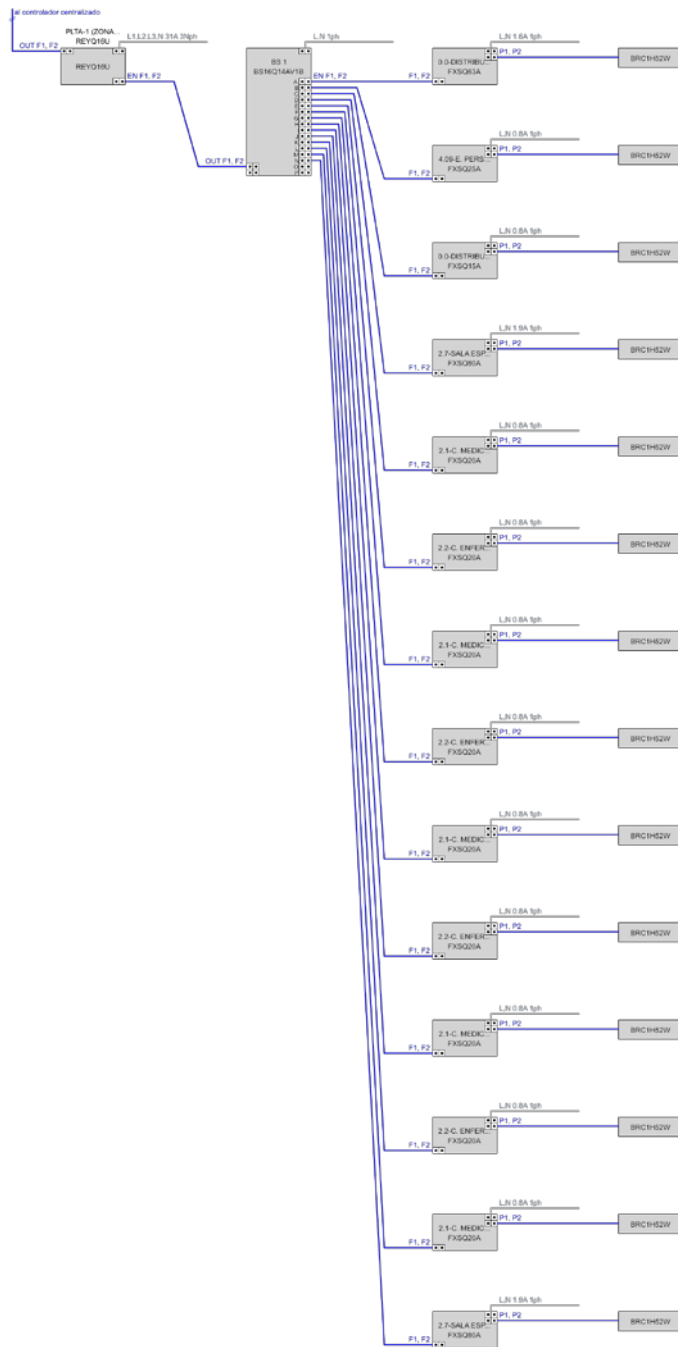 al controlador centralizado
PLTA-1 (ZONA...
REYQ16U
OUT F1, F2
L1,L2,L3,N 31A 3Nph
REYQ16U
EN F1, F2
L,N 1ph
BS 1
BS16Q14AV1B
EN F1, F2
OUT F1, F2
A
B
C
D
E
F
G
H
I
J
K
L
M
N
O
P
L,N 1.6A 1ph
0.0-DISTRIBU...
FXSQ63A
P1, P2
F1, F2
BRC1H52W
L,N 0.8A 1ph
4.09-E. PERS...
FXSQ25A
P1, P2
F1, F2
BRC1H52W
L,N 0.8A 1ph
0.0-DISTRIBU...
FXSQ15A
P1, P2
F1, F2
BRC1H52W
L,N 1.9A 1ph
2.7-SALA ESP...
FXSQ80A
P1, P2
F1, F2
BRC1H52W
L,N 0.8A 1ph
2.1-C. MEDIC...
FXSQ20A
P1, P2
F1, F2
BRC1H52W
L,N 0.8A 1ph
2.2-C. ENFER...
FXSQ20A
P1, P2
F1, F2
BRC1H52W
L,N 0.8A 1ph
2.1-C. MEDIC...
FXSQ20A
P1, P2
F1, F2
BRC1H52W
L,N 0.8A 1ph
2.2-C. ENFER...
FXSQ20A
P1, P2
F1, F2
BRC1H52W
L,N 0.8A 1ph
2.1-C. MEDIC...
FXSQ20A
P1, P2
F1, F2
BRC1H52W
L,N 0.8A 1ph
2.2-C. ENFER...
FXSQ20A
P1, P2
F1, F2
BRC1H52W
L,N 0.8A 1ph
2.1-C. MEDIC...
FXSQ20A
P1, P2
F1, F2
BRC1H52W
L,N 0.8A 1ph
2.2-C. ENFER...
FXSQ20A
P1, P2
F1, F2
BRC1H52W
L,N 0.8A 1ph
2.1-C. MEDIC...
FXSQ20A
P1, P2
F1, F2
BRC1H52W
L,N 1.9A 1ph
2.7-SALA ESP...
FXSQ80A
P1, P2
F1, F2
BRC1H52W